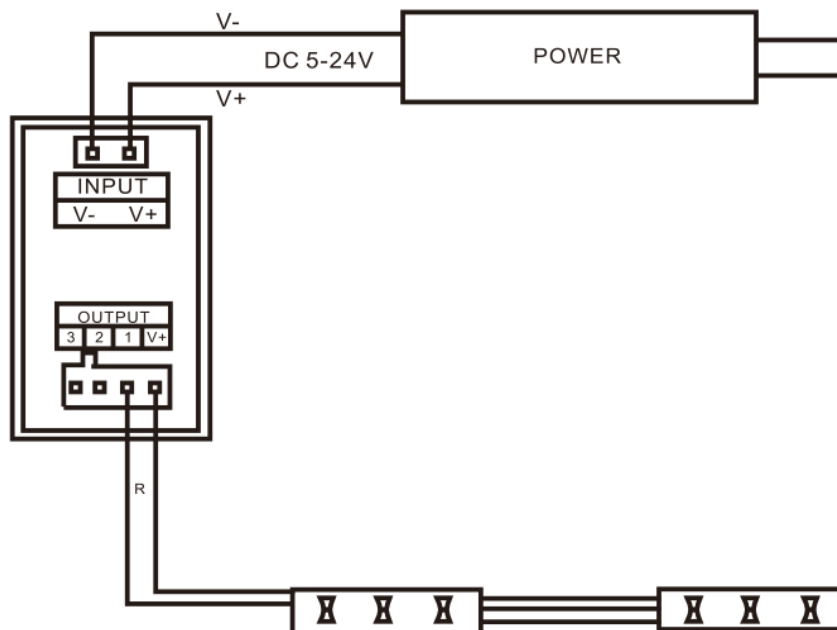 V-
DC 5-24V
POWER
V+
INPUT
V- V+
OUTPUT
3 2 1 V+
R